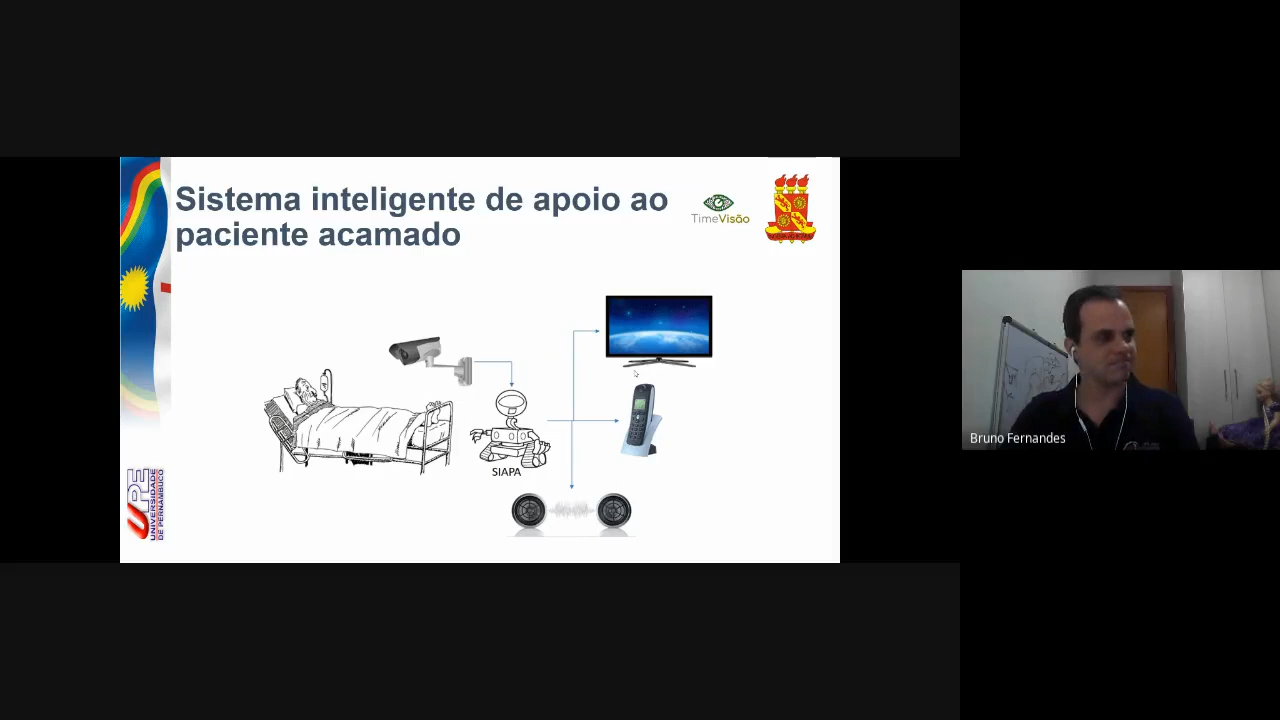 Sistema inteligente de apoio ao
paciente acamado
TimeVisão
SIAPA
UPE
UNIVERSIDADE
DE PERNAMBUCO
Bruno Fernandes